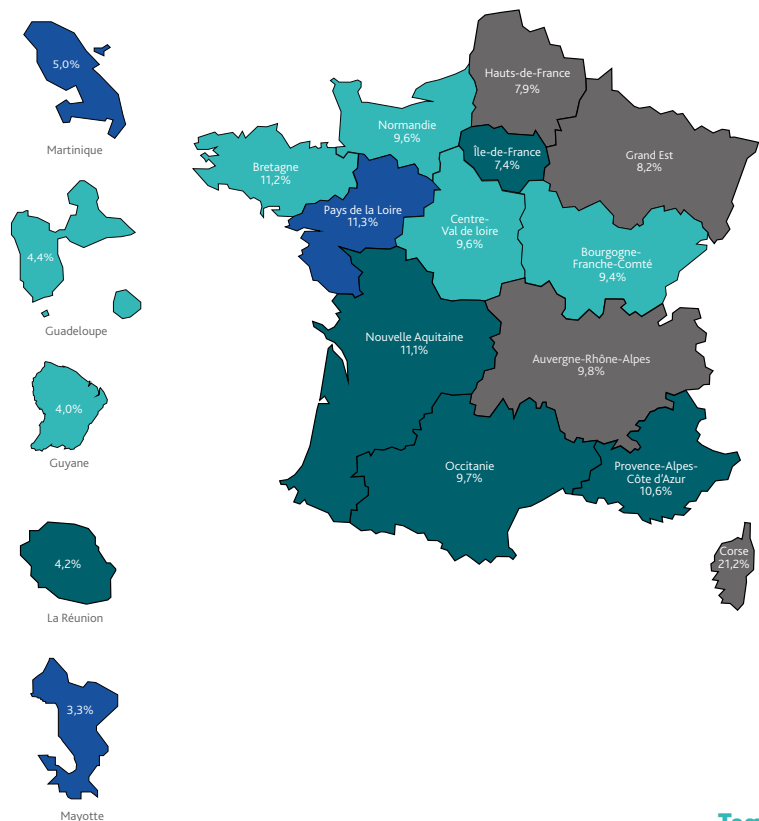 5,0%
Martinique
4,4%
Guadeloupe
4,0%
Guyane
4,2%
La Réunion
3,3%
Mayotte
Hauts-de-France
7,9%
Normandie
9,6%
Île-de-France
7,4%
Grand Est
8,2%
Bretagne
11,2%
Pays de la Loire
11,3%
Centre-
Val de loire
9,6%
Bourgogne-
Franche-Comté
9,4%
Nouvelle Aquitaine
11,1%
Auvergne-Rhône-Alpes
9,8%
Occitanie
9,7%
Provence-Alpes-
Côte d'Azur
10,6%
Corse
21,2%